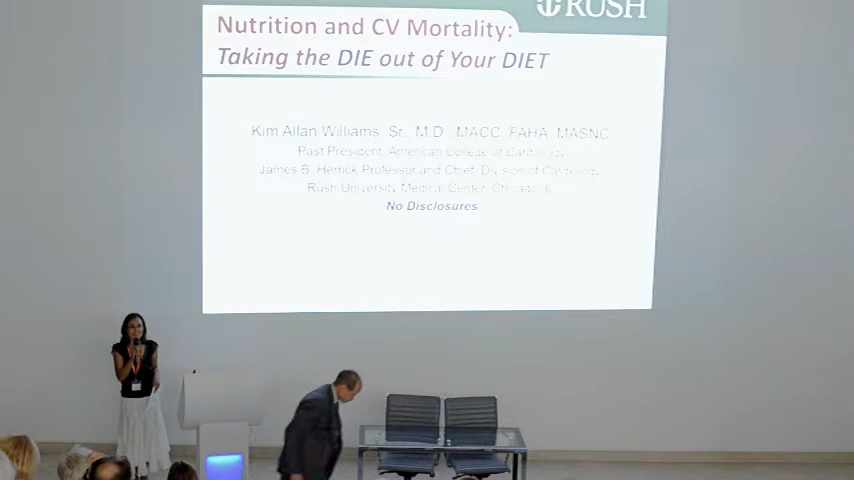 RUSH
Nutrition and CV Mortality:
Taking the DIE out of Your DIET
Kim Allan Williams, Sr., M.D., MACC, FAHA, MASNC
Past President, American College of Cardiology
James B. Herrick Professor and Chief, Division of Cardiology
Rush University Medical Center, Chicago, IL
No Disclosures